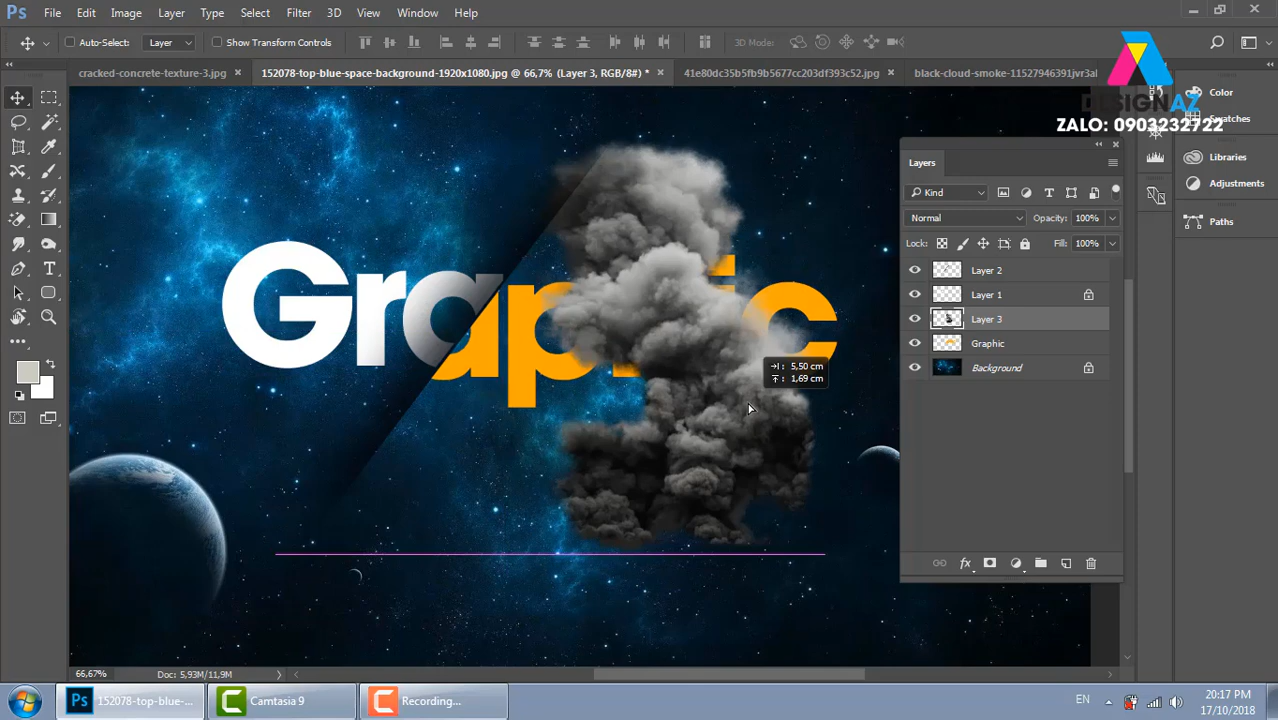 Ps File Edit Image Layer Type Select Filter 3D View Window Help
Auto-Select: Layer Show Transform Controls 3D Mode:
cracked-concrete-texture-3.jpg × 152078-top-blue-space-background-1920x1080.jpg @ 66,7% (Layer 3, RGB/8#) * × 41e80dc35b5fb9b5677cc203df393c52.jpg × black-cloud-smoke-11527946391jvr3al
DESIGNAZ
ZALO: 0903232722
Color
Swatches
Libraries
Adjustments
Paths
Layers
Kind
Normal Opacity: 100%
Lock: Fill: 100%
Layer 2
Layer 1
Layer 3
Graphic
Background
fx
Graphic
5,50 cm
1,69 cm
66,67% Doc: 5,93M/11,9M
Ps 152078-top-blue-... Camtasia 9 Recording... EN 20:17 PM
17/10/2018